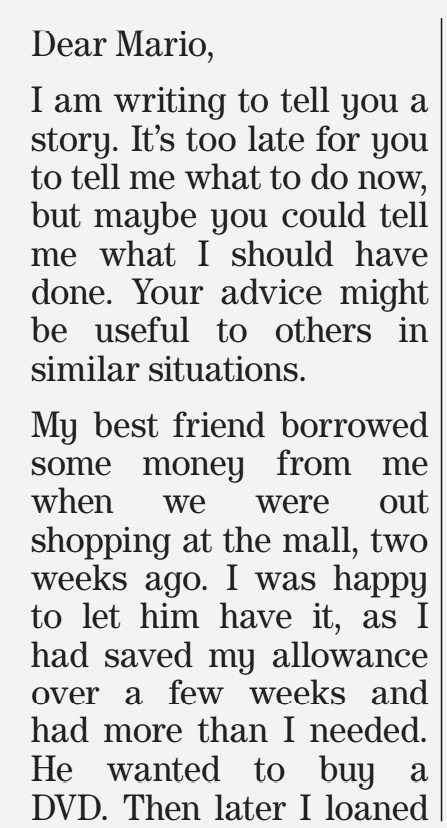 Dear Mario,
I am writing to tell you a
story. It’s too late for you
to tell me what to do now,
but maybe you could tell
me what I should have
done. Your advice might
be useful to others in
similar situations.
My best friend borrowed
some money from me
when we were out
shopping at the mall, two
weeks ago. I was happy
to let him have it, as I
had saved my allowance
over a few weeks and
had more than I needed.
He wanted to buy a
DVD. Then later I loaned